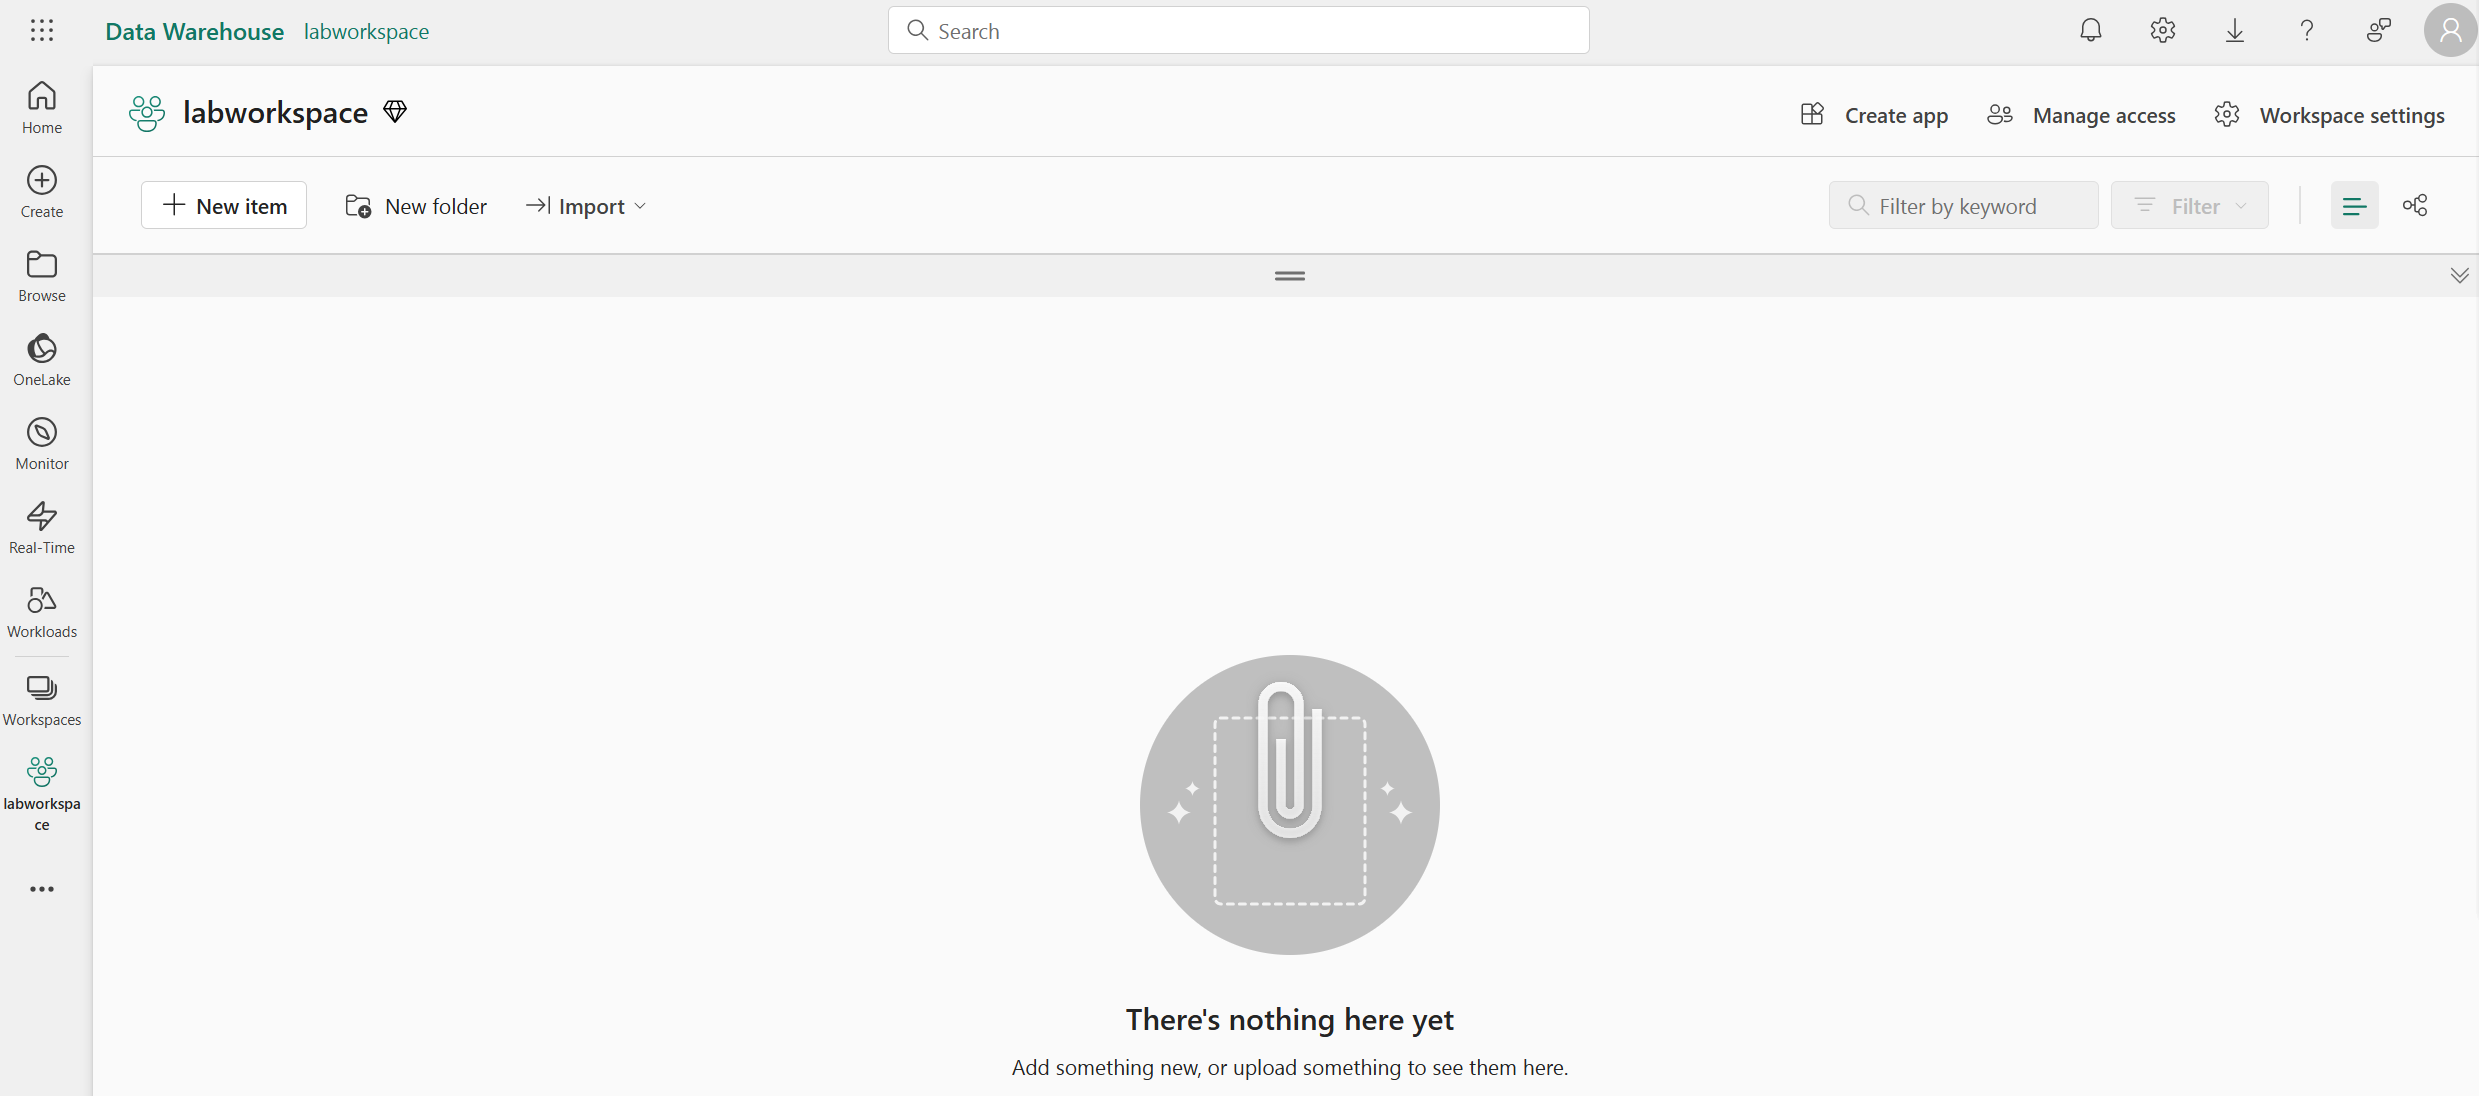 Data Warehouse labworkspace
Search
Home
Create
Browse
OneLake
Monitor
Real-Time
Workloads
Workspaces
labworkspa
ce
labworkspace
Create app
Manage access
Workspace settings
New item
New folder
Import
Filter by keyword
Filter
There's nothing here yet
Add something new, or upload something to see them here.